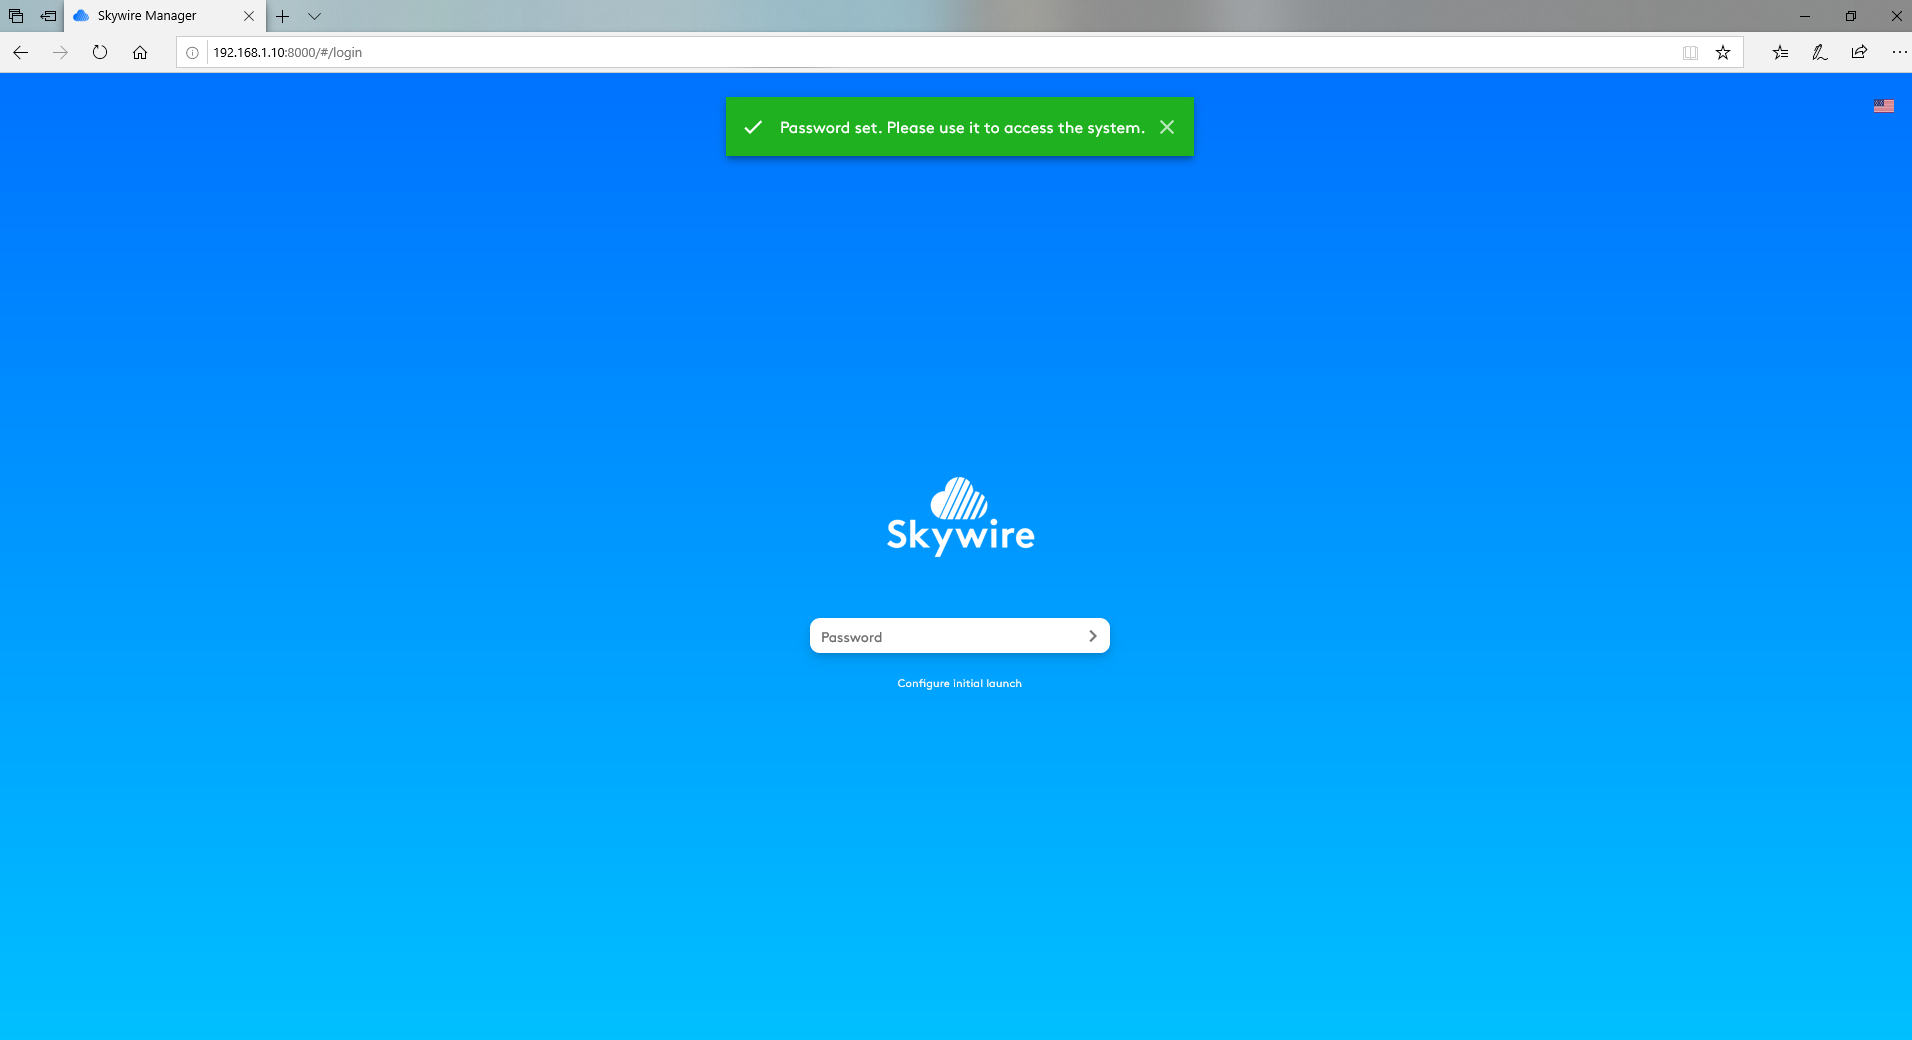 Skywire Manager
192.168.1.10:8000/#/login
Password set. Please use it to access the system.
Skywire
Password
Configure initial launch